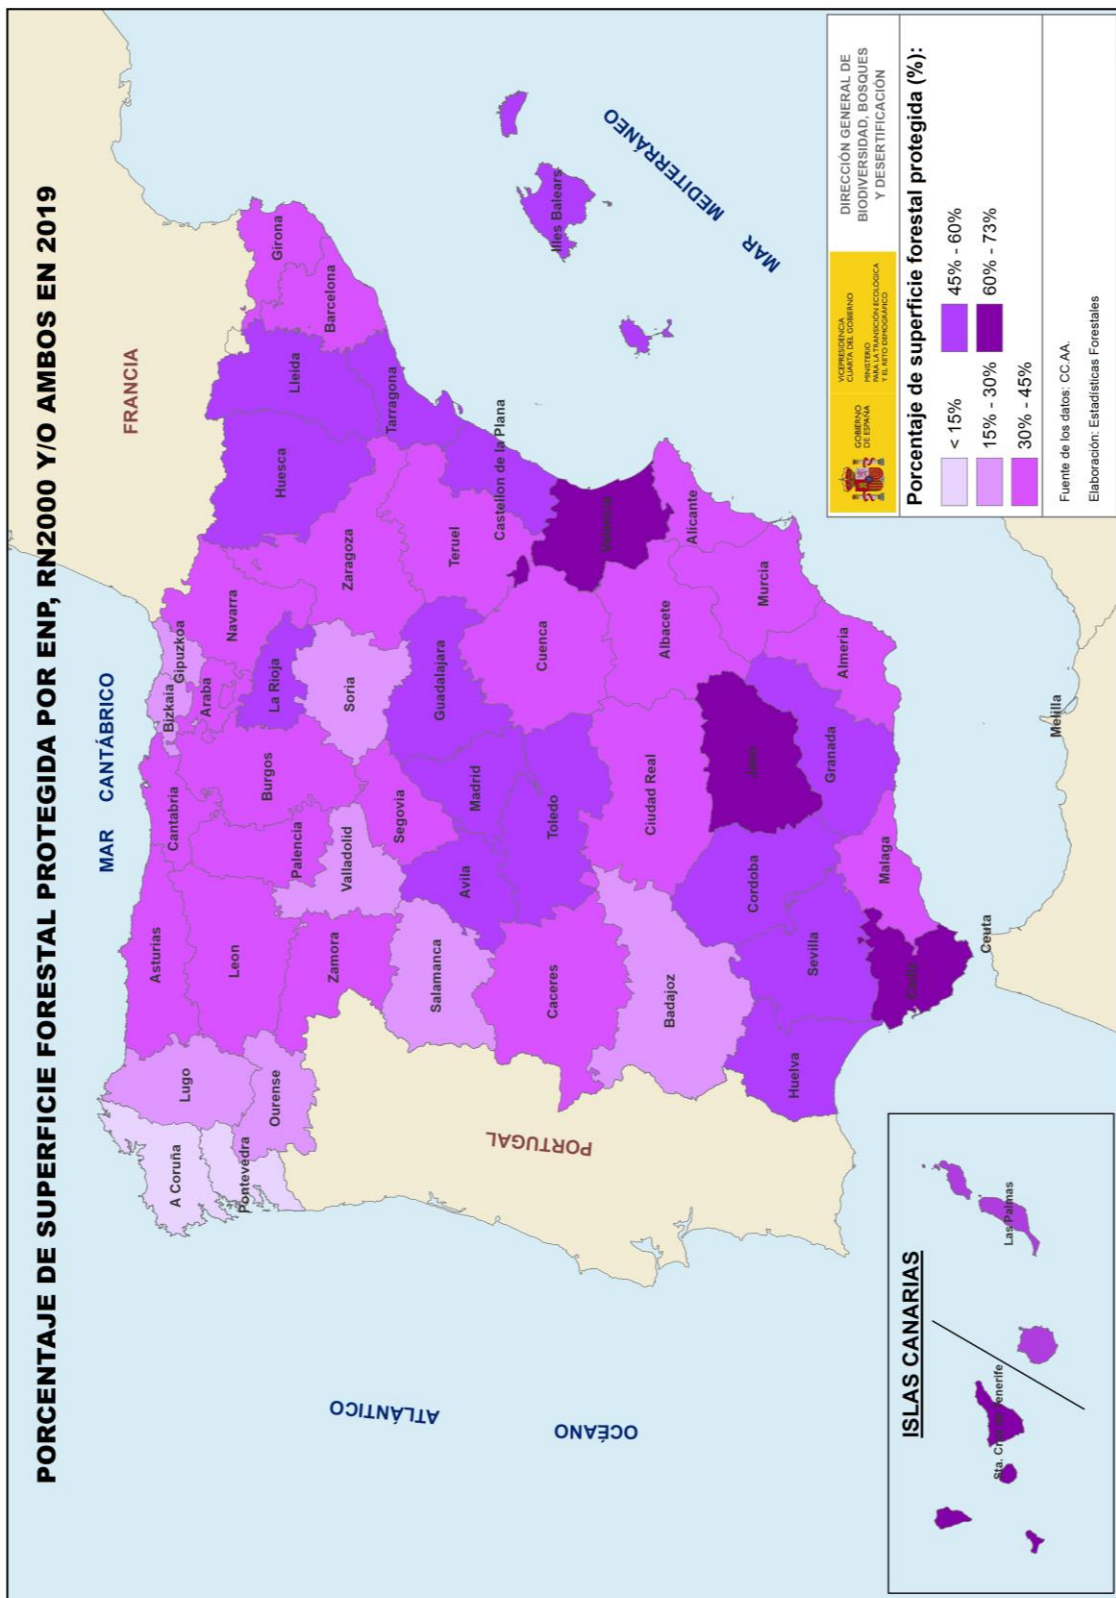 PORCENTAJE DE SUPERFICIE FORESTAL PROTEGIDA POR ENP, RN2000 Y/O AMBOS EN 2019
MAR CANTÁBRICO
FRANCIA
A Coruña
Lugo
Pontevedra
Ourense
Asturias
Cantabria
Bizkaia
Gipuzkoa
Araba
Navarra
Leon
Palencia
Burgos
La Rioja
Huesca
Lleida
Girona
Barcelona
Zamora
Valladolid
Soria
Zaragoza
Tarragona
Salamanca
Segovia
Avila
Madrid
Guadalajara
Teruel
Castellon de la Plana
Caceres
Toledo
Cuenca
Valencia
Illes Balears
Badajoz
Ciudad Real
Albacete
Alicante
Huelva
Sevilla
Cordoba
Jaen
Murcia
Granada
Almeria
Cadiz
Malaga
Ceuta
Melilla
PORTUGAL
OCÉANO
ATLÁNTICO
MAR
MEDITERRÁNEO
ISLAS CANARIAS
Sta. Cruz de Tenerife
Las Palmas
GOBIERNO
DE ESPAÑA
VICEPRESIDENCIA
CUARTA DEL GOBIERNO
MINISTERIO
PARA LA TRANSICIÓN ECOLÓGICA
Y EL RETO DEMOGRÁFICO
DIRECCIÓN GENERAL DE
BIODIVERSIDAD, BOSQUES
Y DESERTIFICACIÓN
Porcentaje de superficie forestal protegida (%):
< 15%
15% - 30%
30% - 45%
45% - 60%
60% - 73%
Fuente de los datos: CC.AA.
Elaboración: Estadísticas Forestales